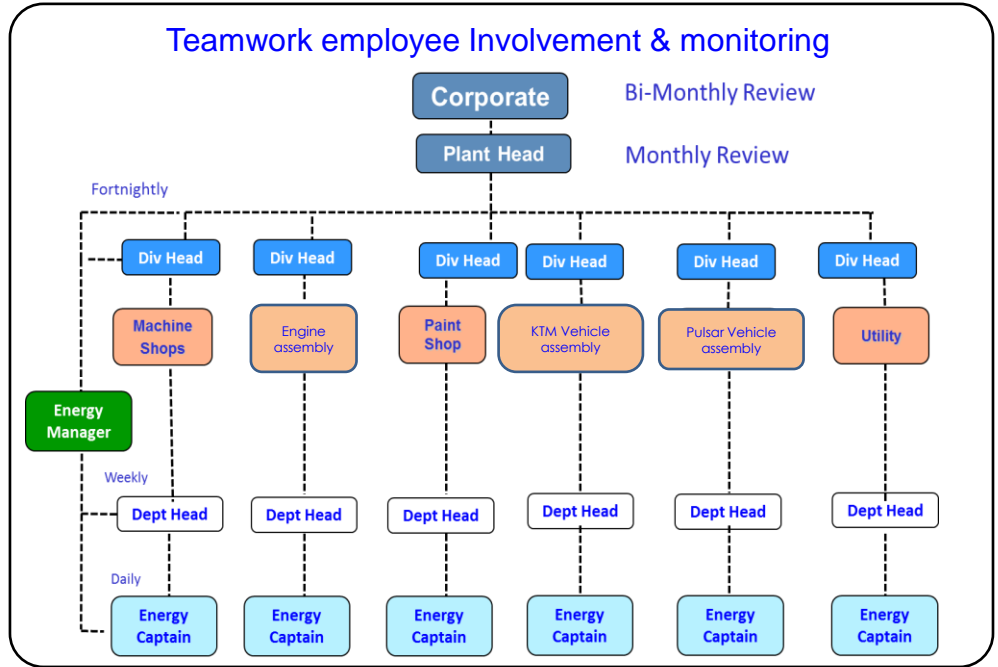 Teamwork employee Involvement & monitoring
Corporate
Bi-Monthly Review
Plant Head
Monthly Review
Fortnightly
Div Head
Div Head
Div Head
Div Head
Div Head
Div Head
Machine
Shops
Engine
assembly
Paint
Shop
KTM Vehicle
assembly
Pulsar Vehicle
assembly
Utility
Energy
Manager
Weekly
Dept Head
Dept Head
Dept Head
Dept Head
Dept Head
Dept Head
Daily
Energy
Captain
Energy
Captain
Energy
Captain
Energy
Captain
Energy
Captain
Energy
Captain